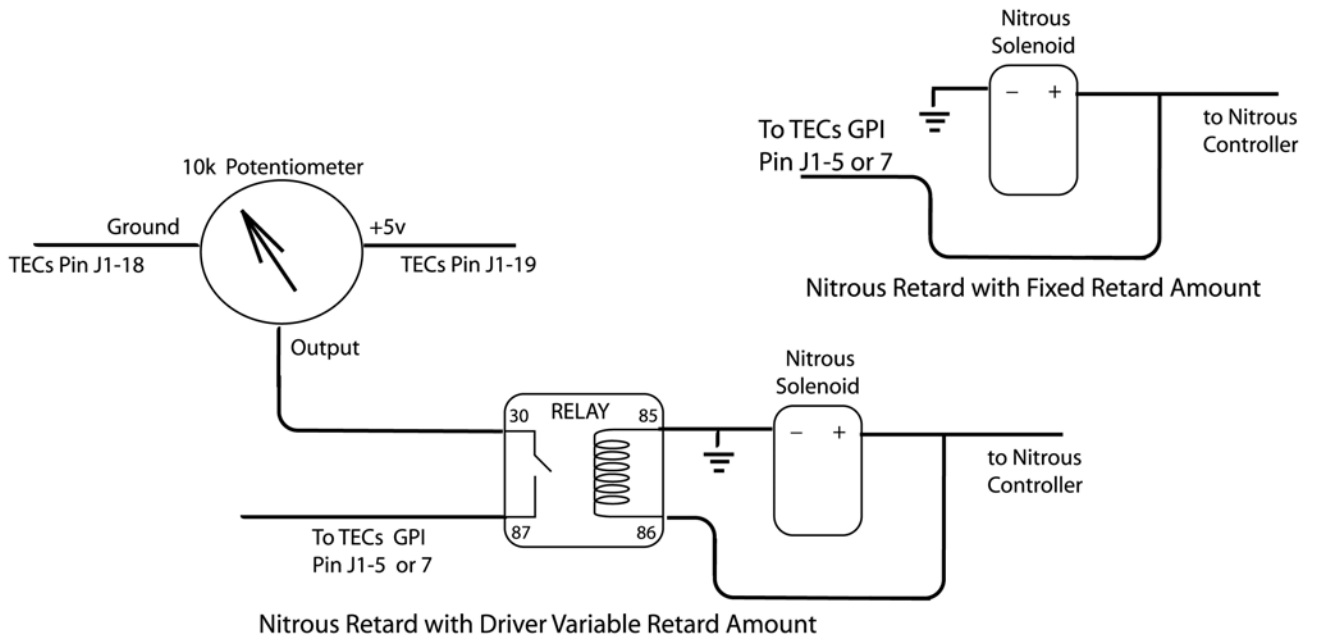 Nitrous
Solenoid
− +
to Nitrous
Controller
To TECs GPI
Pin J1-5 or 7
Nitrous Retard with Fixed Retard Amount
10k Potentiometer
Ground
+5v
TECs Pin J1-18
TECs Pin J1-19
Output
Nitrous
Solenoid
− +
to Nitrous
Controller
30 RELAY 85
87 86
To TECs GPI
Pin J1-5 or 7
Nitrous Retard with Driver Variable Retard Amount